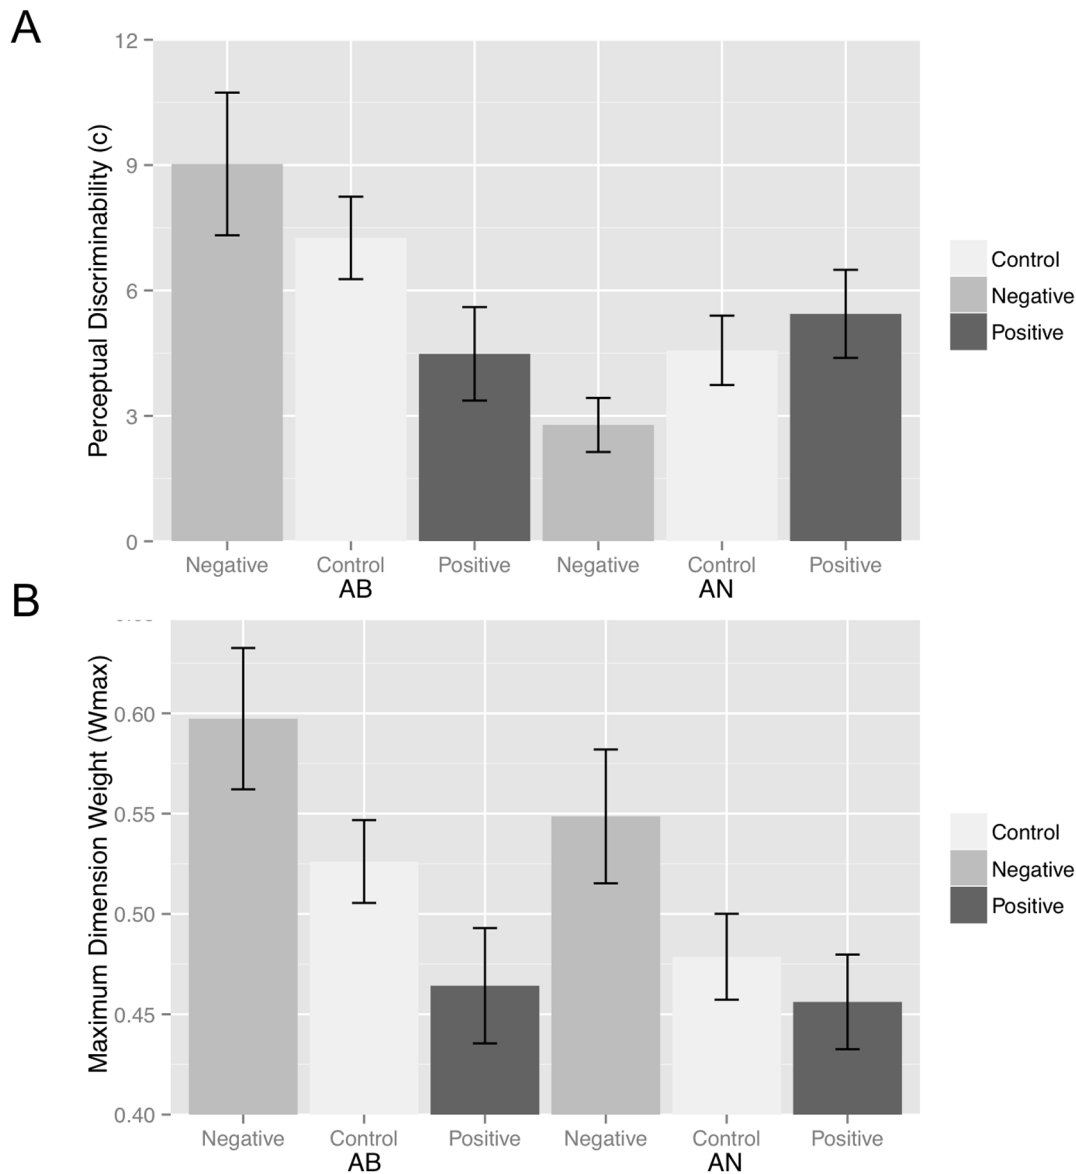 A
12
9
6
3
0
Perceptual Discriminability (c)
Negative Control Positive Negative Control Positive
AB AN
Control
Negative
Positive
B
0.60
0.55
0.50
0.45
0.40
Maximum Dimension Weight (Wmax)
Negative Control Positive Negative Control Positive
AB AN
Control
Negative
Positive